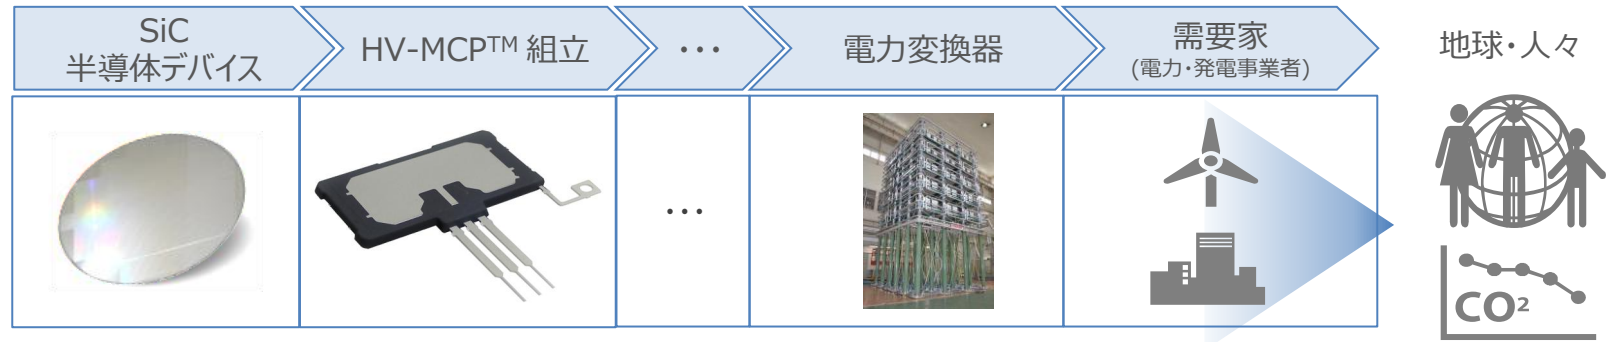 SiC
半導体デバイス
HV-MCP™ 組立
・・・
電力変換器
需要家
(電力・発電事業者)
地球・人々
・・・
CO²